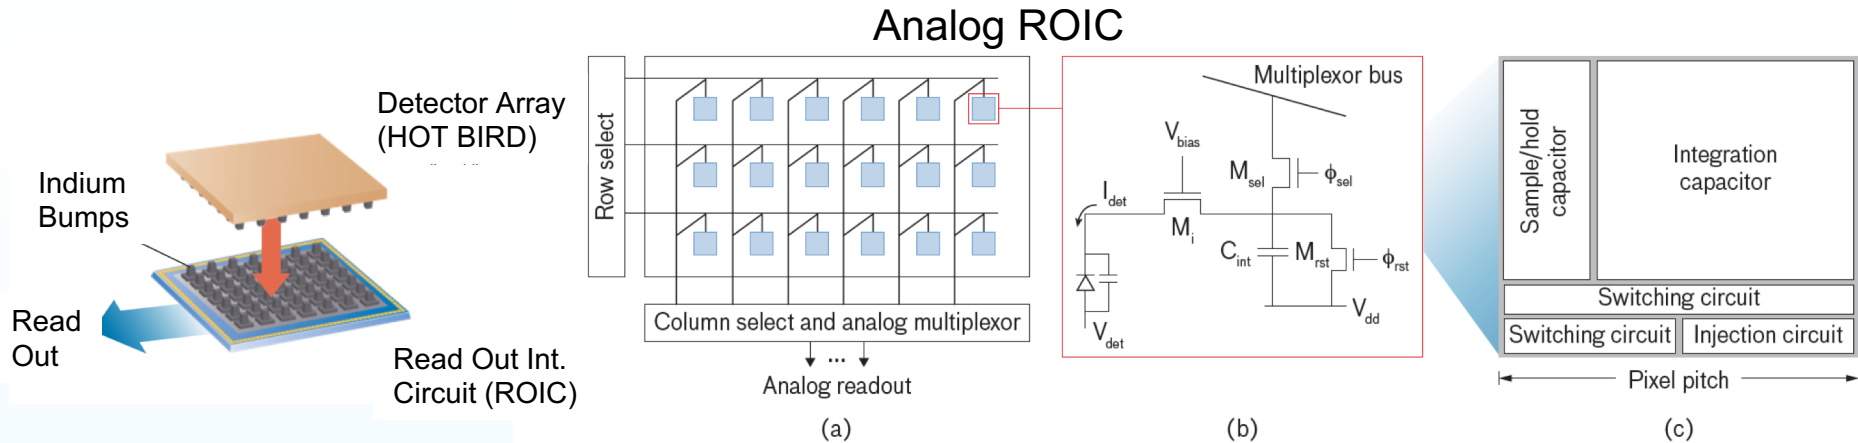 Analog ROIC
Detector Array
(HOT BIRD)
Indium
Bumps
Read
Out
Read Out Int.
Circuit (ROIC)
Row select
Column select and analog multiplexor
...
Analog readout
(a)
Multiplexor bus
Vbias
Msel
ϕsel
Idet
Mi
Cint
Mrst
ϕrst
Vdd
Vdet
(b)
Sample/hold
capacitor
Integration
capacitor
Switching circuit
Switching circuit
Injection circuit
Pixel pitch
(c)